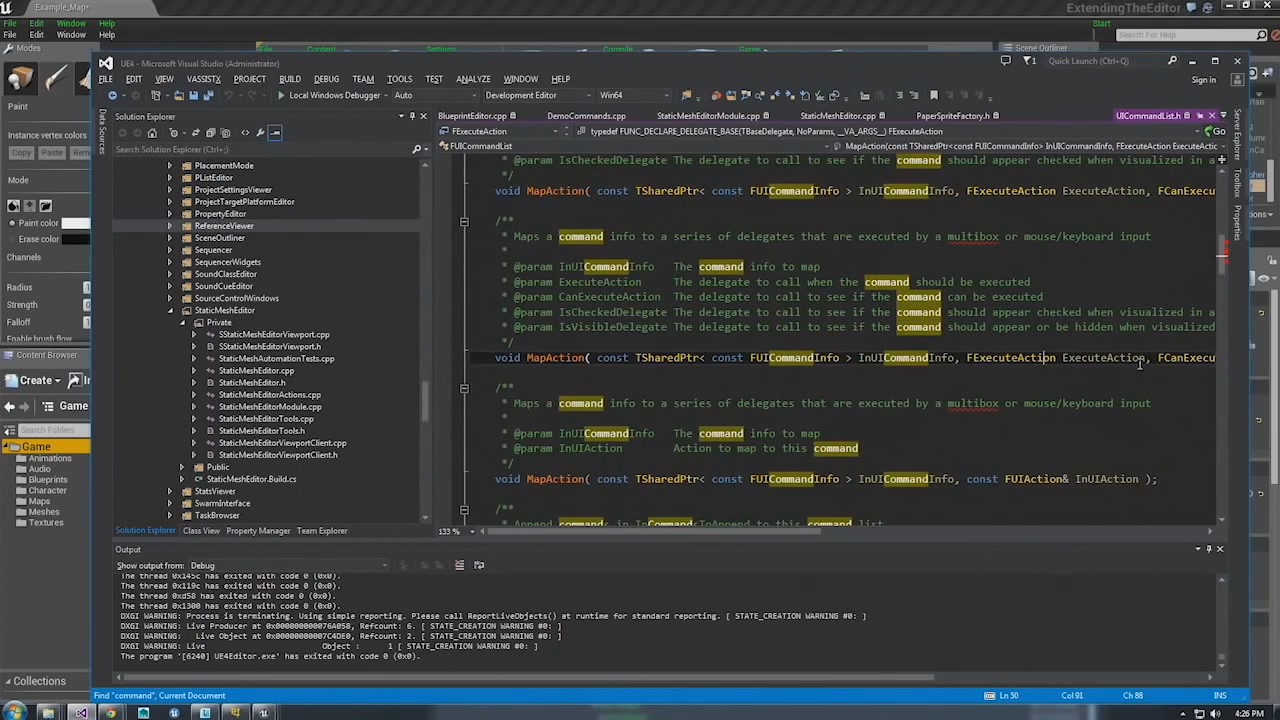 Example_Map*
ExtendingTheEditor
File Edit Window Help
File Edit Window Help
Start
Search For Help
Modes
File Content Settings Compile Game
Scene Outliner
UE4 - Microsoft Visual Studio (Administrator)
1
Quick Launch (Ctrl+Q)
FILE EDIT VIEW VASSISTX PROJECT BUILD DEBUG TEAM TOOLS TEST ANALYZE WINDOW HELP
Sign in
Local Windows Debugger Auto Development Editor Win64
Solution Explorer
BlueprintEditor.cpp DemoCommands.cpp StaticMeshEditorModule.cpp StaticMeshEditor.cpp PaperSpriteFactory.h UICommandList.h
FExecuteAction typedef FUNC_DECLARE_DELEGATE_BASE(TBaseDelegate, NoParams, __VA_ARGS__) FExecuteAction
Go
FUICommandList MapAction(const TSharedPtr<const FUICommandInfo> InUICommandInfo, FExecuteAction ExecuteActic
Search Solution Explorer (Ctrl+;)
Data Sources
Server Explorer
Toolbox
Properties
Paint
Instance vertex colors
Copy Paste
Mode
Paint color
Erase color
Channels
Radius 1
Strength
Falloff
Enable brush flow
Content Browser
Create Im
Game
Search Folders
Game
Animations
Audio
Blueprints
Character
Maps
Meshes
Textures
Collections
PlacementMode
PListEditor
ProjectSettingsViewer
ProjectTargetPlatformEditor
PropertyEditor
ReferenceViewer
SceneOutliner
Sequencer
SequencerWidgets
SoundClassEditor
SoundCueEditor
SourceControlWindows
StaticMeshEditor
Private
SStaticMeshEditorViewport.cpp
SStaticMeshEditorViewport.h
StaticMeshAutomationTests.cpp
StaticMeshEditor.cpp
StaticMeshEditor.h
StaticMeshEditorActions.cpp
StaticMeshEditorModule.cpp
StaticMeshEditorTools.cpp
StaticMeshEditorTools.h
StaticMeshEditorViewportClient.cpp
StaticMeshEditorViewportClient.h
Public
StaticMeshEditor.Build.cs
StatsViewer
SwarmInterface
TaskBrowser
Solution Explorer Class View Property Manager Team Explorer
* @param IsCheckedDelegate The delegate to call to see if the command should appear checked when visualized in a
*/
void MapAction( const TSharedPtr< const FUICommandInfo > InUICommandInfo, FExecuteAction ExecuteAction, FCanExecu
/**
* Maps a command info to a series of delegates that are executed by a multibox or mouse/keyboard input
*
* @param InUICommandInfo The command info to map
* @param ExecuteAction The delegate to call when the command should be executed
* @param CanExecuteAction The delegate to call to see if the command can be executed
* @param IsCheckedDelegate The delegate to call to see if the command should appear checked when visualized in a
* @param IsVisibleDelegate The delegate to call to see if the command should appear or be hidden when visualized
*/
void MapAction( const TSharedPtr< const FUICommandInfo > InUICommandInfo, FExecuteAction ExecuteAction, FCanExecu
/**
* Maps a command info to a series of delegates that are executed by a multibox or mouse/keyboard input
*
* @param InUICommandInfo The command info to map
* @param InUIAction Action to map to this command
*/
void MapAction( const TSharedPtr< const FUICommandInfo > InUICommandInfo, const FUIAction& InUIAction );
/**
* Append commands in InCommandsToAppend to this command list
133 %
Output
Show output from: Debug
The thread 0x145c has exited with code 0 (0x0).
The thread 0x119c has exited with code 0 (0x0).
The thread 0xd58 has exited with code 0 (0x0).
The thread 0x1300 has exited with code 0 (0x0).
DXGI WARNING: Process is terminating. Using simple reporting. Please call ReportLiveObjects() at runtime for standard reporting. [ STATE_CREATION WARNING #0: ]
DXGI WARNING: Live Producer at 0x000000000076A058, Refcount: 6. [ STATE_CREATION WARNING #0: ]
DXGI WARNING: Live Object at 0x00000000007C4DE0, Refcount: 2. [ STATE_CREATION WARNING #0: ]
DXGI WARNING: Live Object : 1 [ STATE_CREATION WARNING #0: ]
The program '[6240] UE4Editor.exe' has exited with code 0 (0x0).
Find "command", Current Document
Ln 50 Col 91 Ch 88 INS
4:26 PM